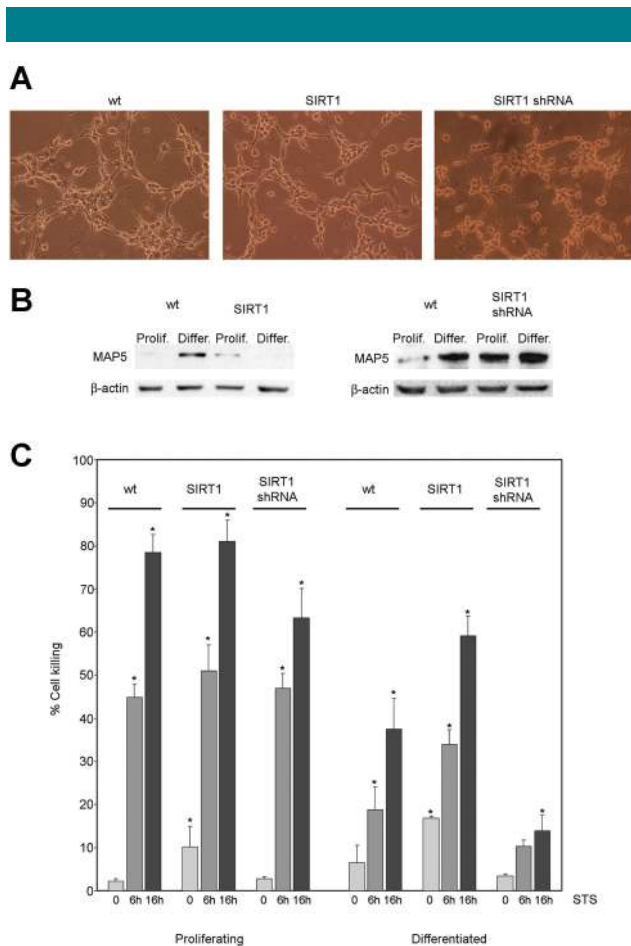 A
wt SIRT1 SIRT1 shRNA
B
wt SIRT1
Prolif. Differ. Prolif. Differ.
MAP5
β-actin
wt SIRT1
shRNA
Prolif. Differ. Prolif. Differ.
MAP5
β-actin
C
100
90
80
70
60
50
40
30
20
10
0
% Cell killing
wt SIRT1 SIRT1
shRNA
wt SIRT1 SIRT1
shRNA
* * * * * * * * * * * * *
0 6h 16h 0 6h 16h 0 6h 16h 0 6h 16h 0 6h 16h 0 6h 16h STS
Proliferating Differentiated